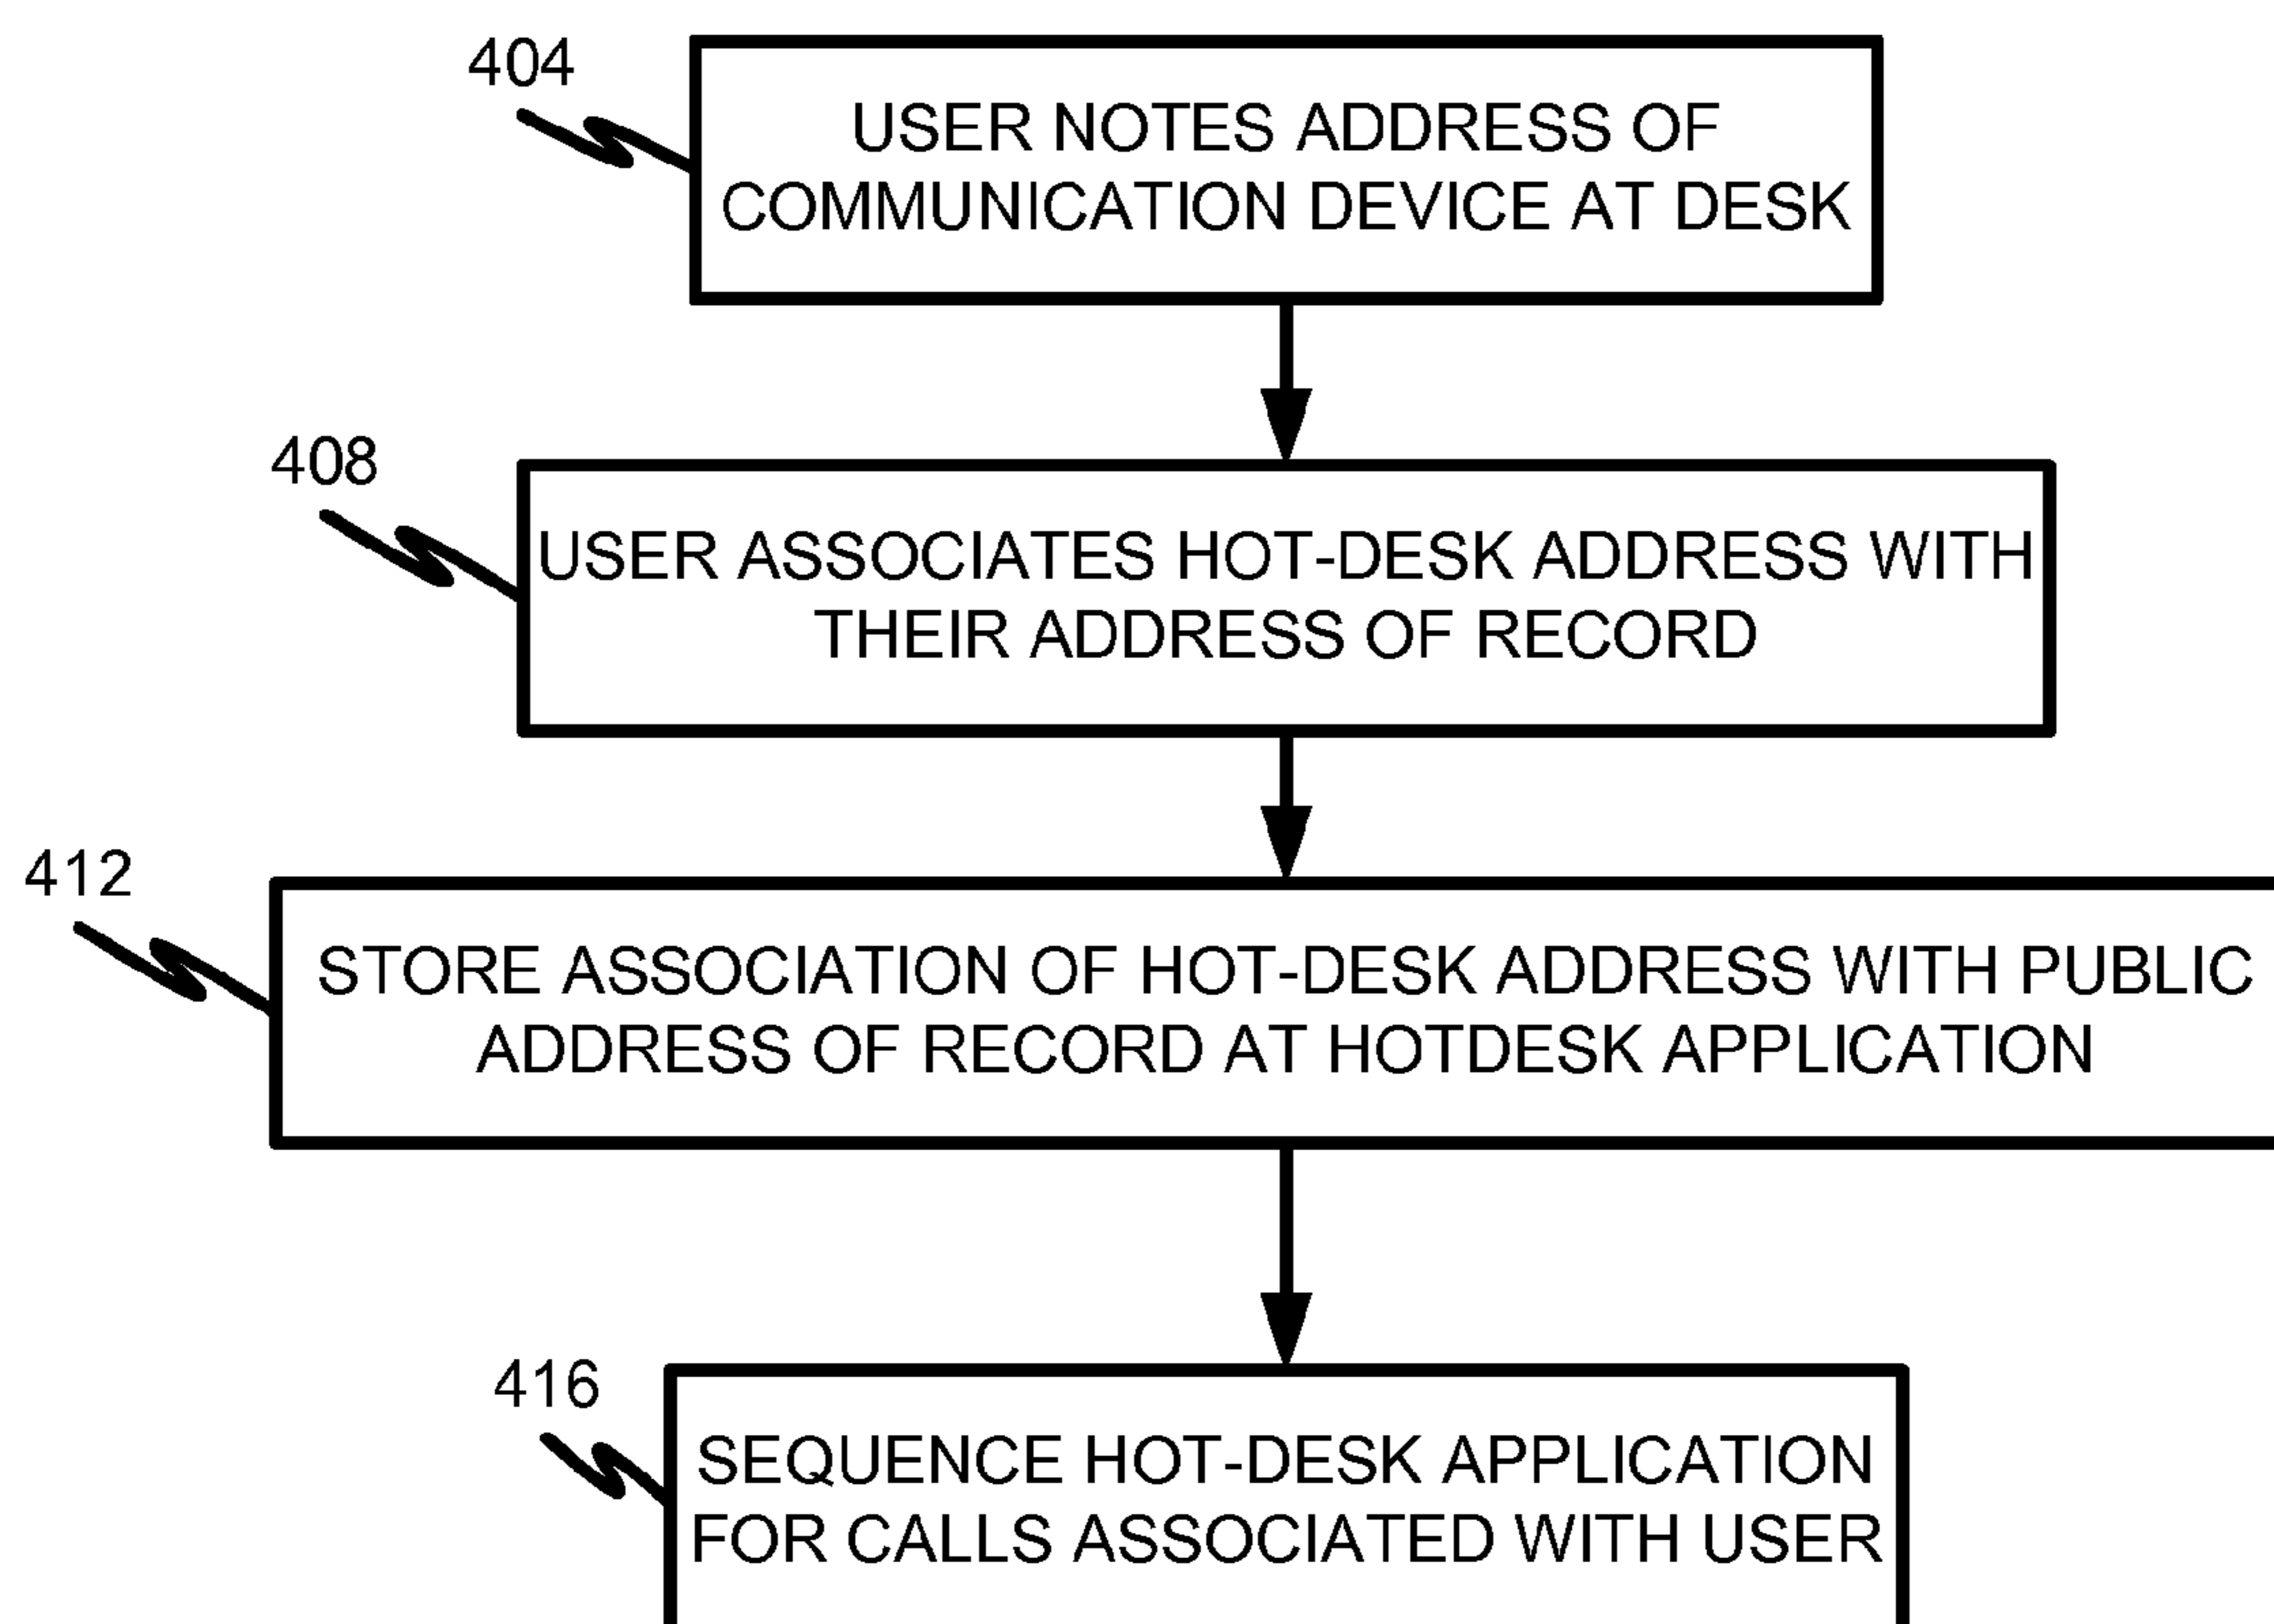 404
USER NOTES ADDRESS OF
COMMUNICATION DEVICE AT DESK
408
USER ASSOCIATES HOT-DESK ADDRESS WITH
THEIR ADDRESS OF RECORD
412
STORE ASSOCIATION OF HOT-DESK ADDRESS WITH PUBLIC
ADDRESS OF RECORD AT HOTDESK APPLICATION
416
SEQUENCE HOT-DESK APPLICATION
FOR CALLS ASSOCIATED WITH USER